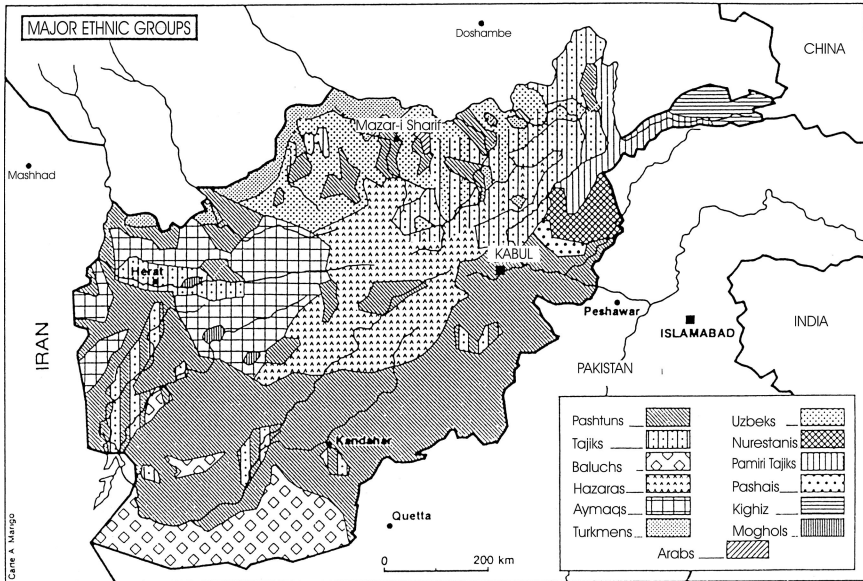 MAJOR ETHNIC GROUPS
Doshambe
CHINA
Mazar-i Sharif
Mashhad
KABUL
Herat
Peshawar
ISLAMABAD
INDIA
IRAN
PAKISTAN
Kandahar
Quetta
Pashtuns
Tajiks
Baluchs
Hazaras
Aymaqs
Turkmens
Uzbeks
Nurestanis
Pamiri Tajiks
Pashais
Kighiz
Moghols
Arabs
0 200 km
Carte A. Marigo